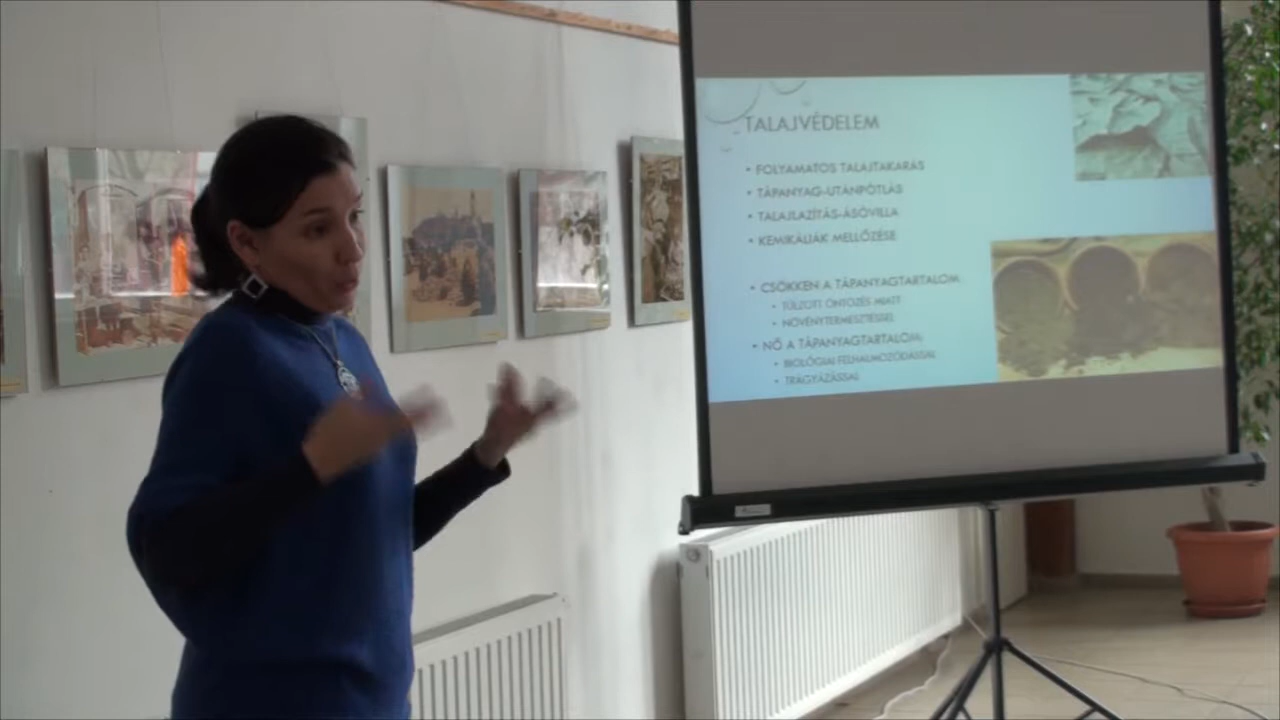 TALAJVÉDELEM
• FOLYAMATOS TALAJTAKARÁS
• TÁPANYAG-UTÁNPÓTLÁS
• TALAJLAZÍTÁS-ÁSÓVILLA
• KEMIKÁLIÁK MELLŐZÉSE
• CSÖKKEN A TÁPANYAGTARTALOM:
• TÚLZOTT ÖNTÖZÉS MIATT
• NÖVÉNYTERMESZTÉSSEL
• NŐ A TÁPANYAGTARTALOM:
• BIOLÓGIAI FELHALMOZÓDÁSSAL
• TRÁGYÁZÁSSAL